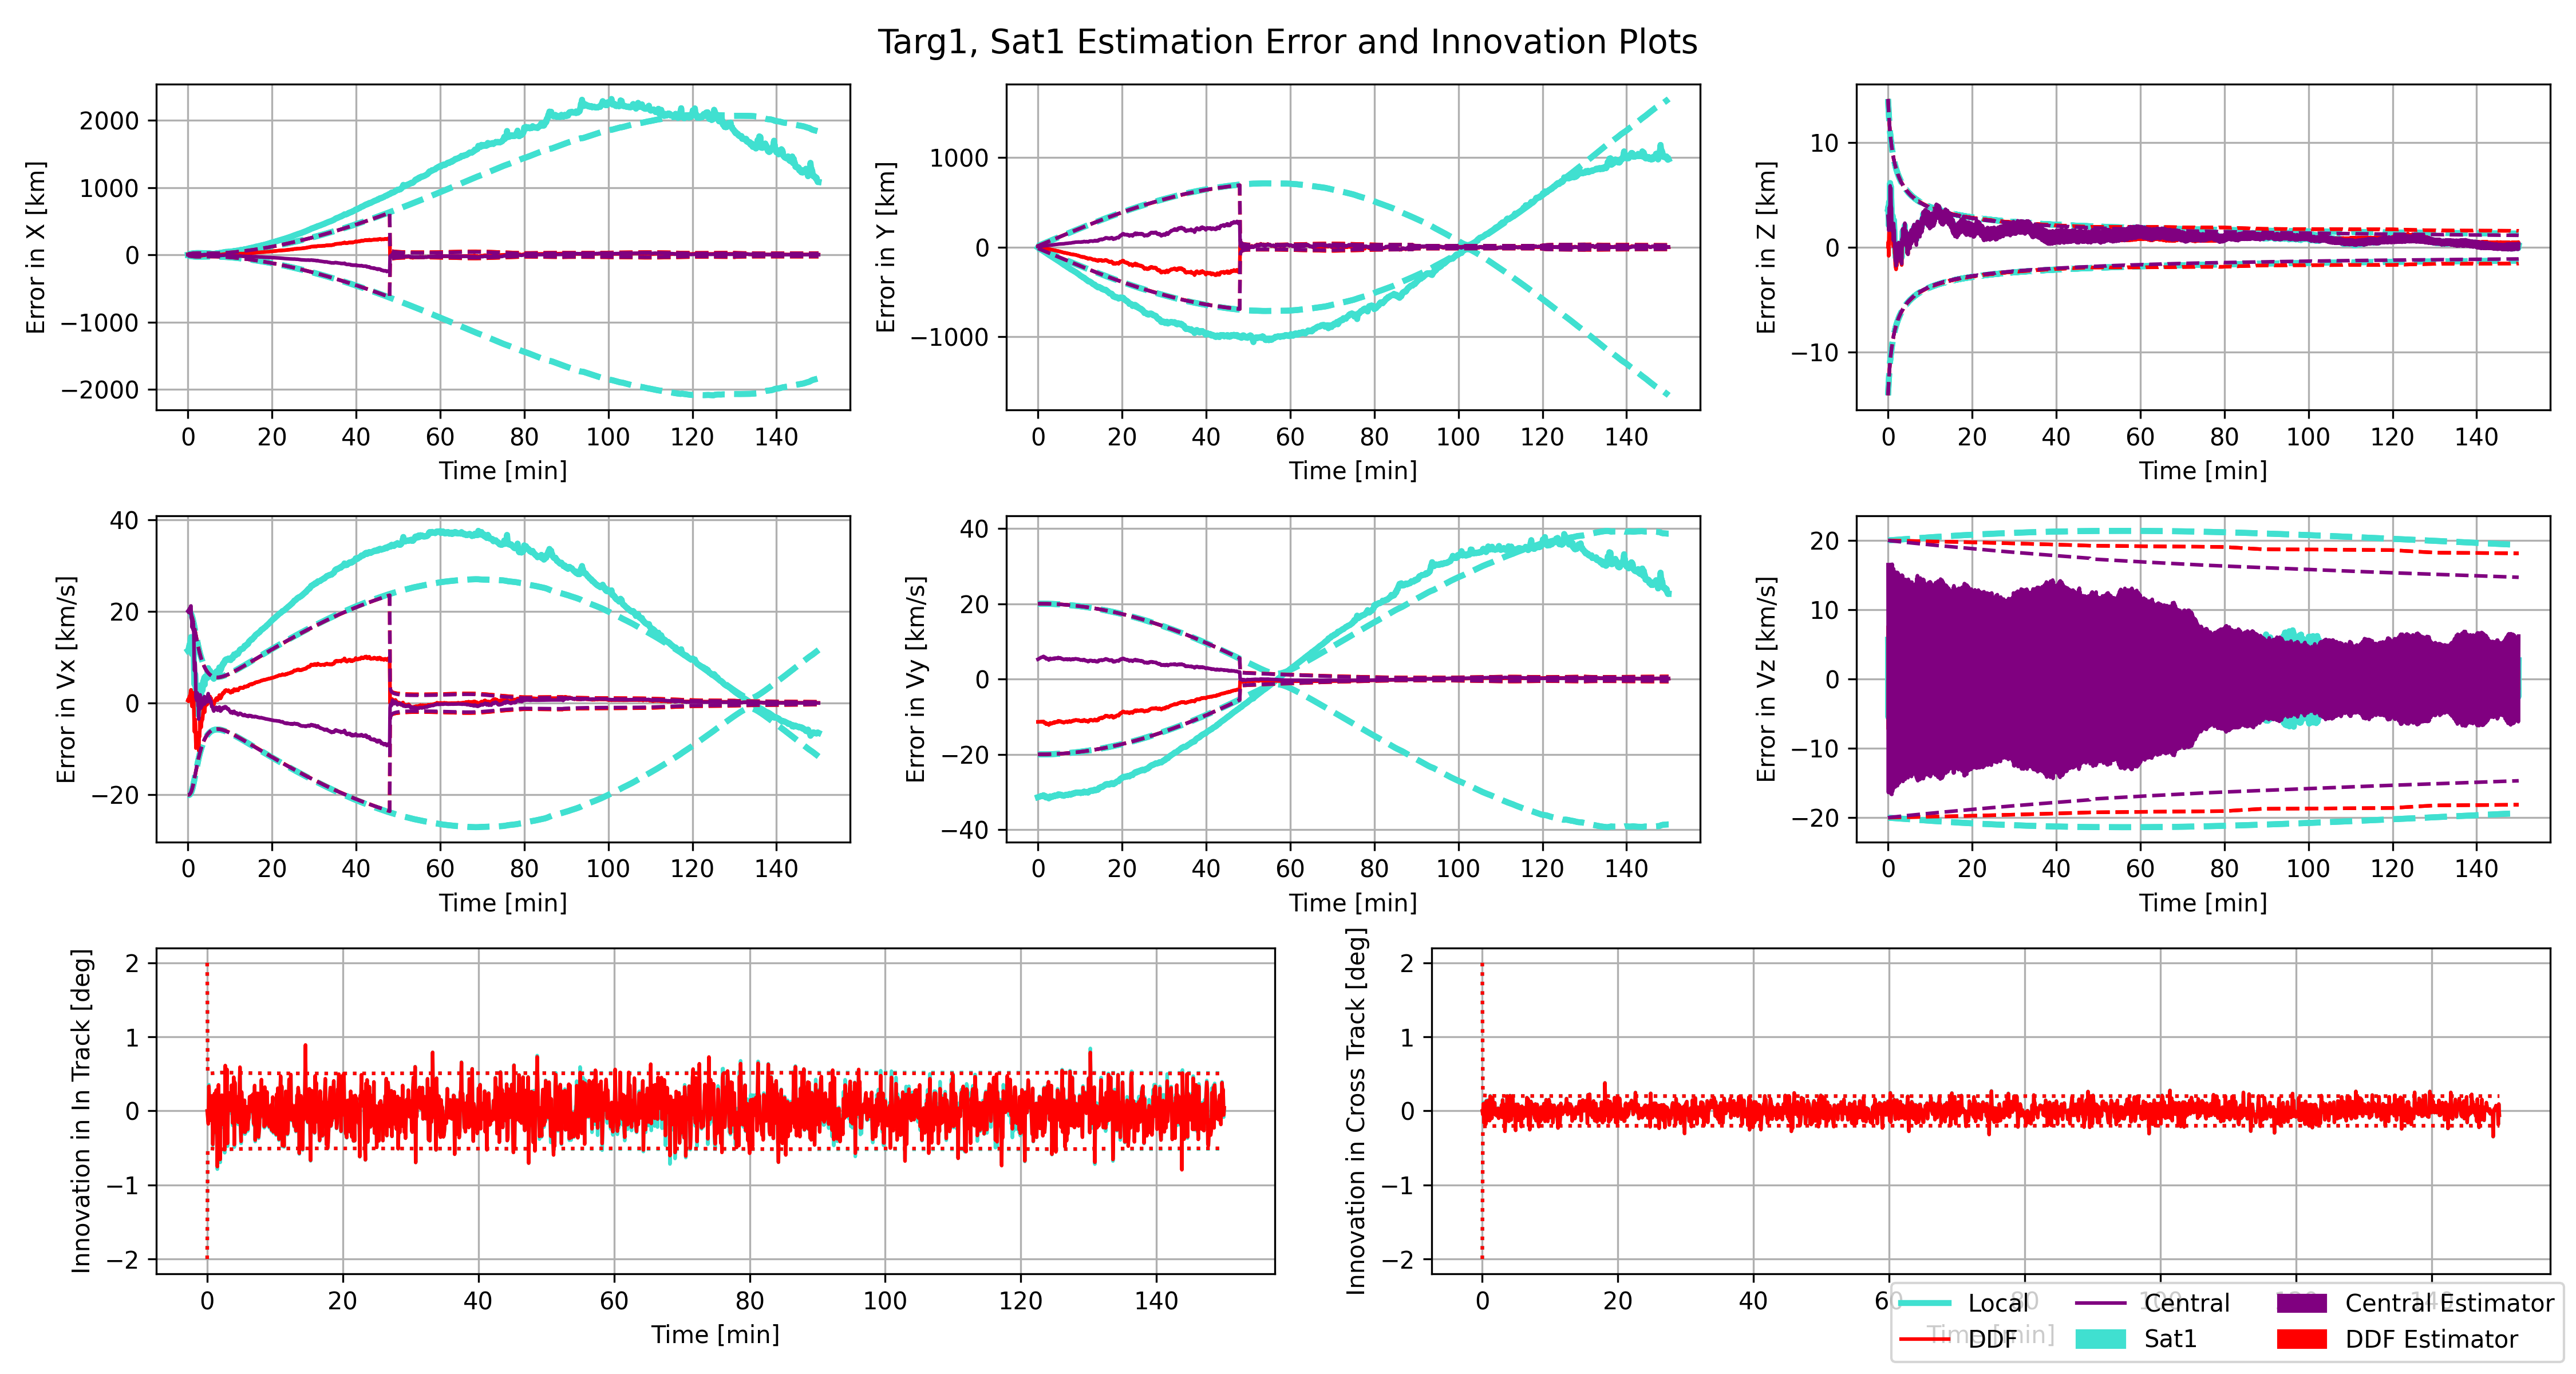 Targ1, Sat1 Estimation Error and Innovation Plots
Error in X [km]
2000
1000
0
−1000
−2000
0 20 40 60 80 100 120 140
Time [min]
Error in Y [km]
1000
0
−1000
0 20 40 60 80 100 120 140
Time [min]
Error in Z [km]
10
0
−10
0 20 40 60 80 100 120 140
Time [min]
Error in Vx [km/s]
40
20
0
−20
0 20 40 60 80 100 120 140
Time [min]
Error in Vy [km/s]
40
20
0
−20
−40
0 20 40 60 80 100 120 140
Time [min]
Error in Vz [km/s]
20
10
0
−10
−20
0 20 40 60 80 100 120 140
Time [min]
Innovation in In Track [deg]
2
1
0
−1
−2
0 20 40 60 80 100 120 140
Time [min]
Innovation in Cross Track [deg]
2
1
0
−1
−2
0 20 40 60 80 100 120 140
Time [min]
Local Central Central Estimator
DDF Sat1 DDF Estimator